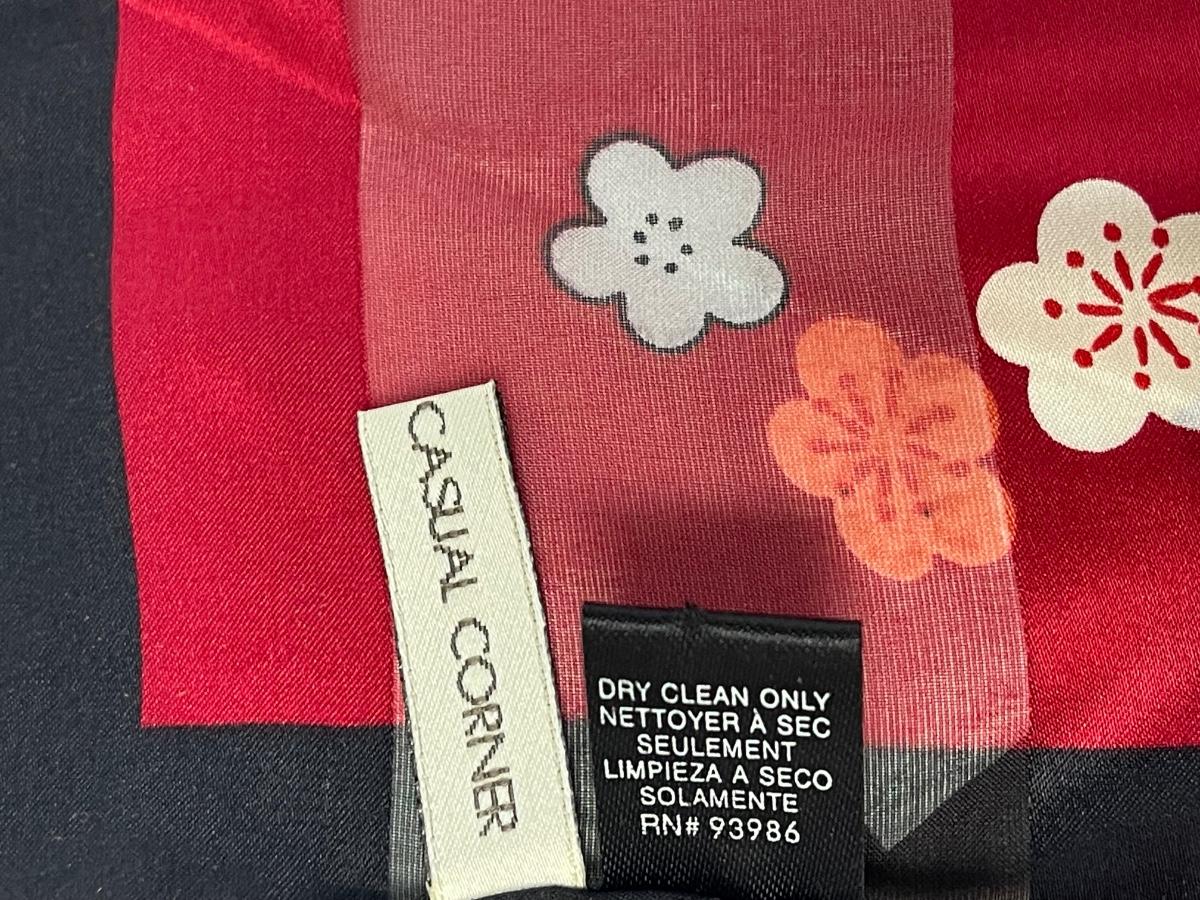 CASUAL CORNER
DRY CLEAN ONLY
NETTOYER À SEC
SEULEMENT
LIMPIEZA A SECO
SOLAMENTE
RN# 93986